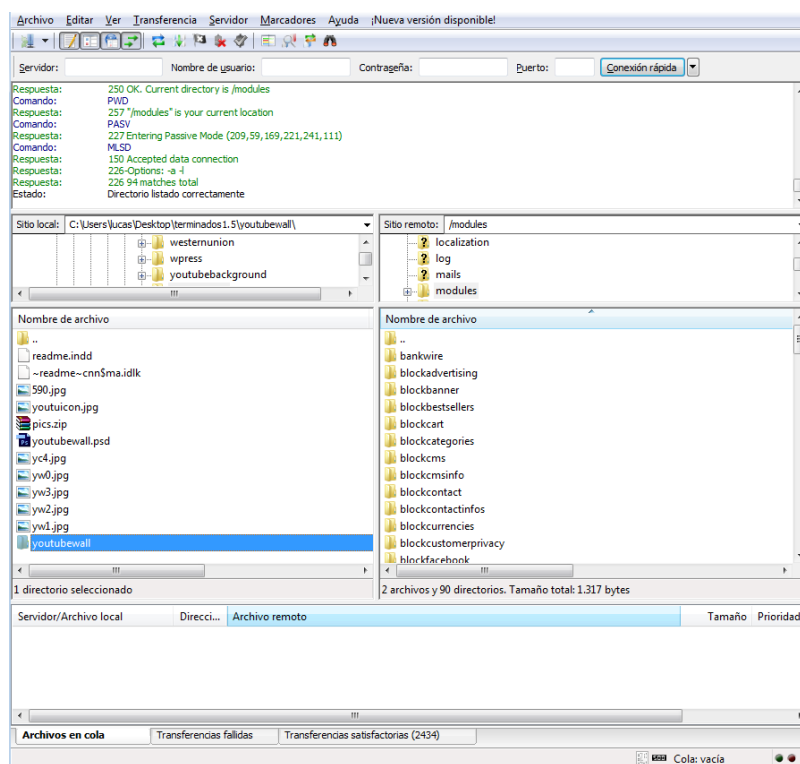 Archivo Editar Ver Transferencia Servidor Marcadores Ayuda ¡Nueva versión disponible!
Servidor: Nombre de usuario: Contraseña: Puerto: Conexión rápida
Respuesta: 250 OK. Current directory is /modules
Comando: PWD
Respuesta: 257 "/modules" is your current location
Comando: PASV
Respuesta: 227 Entering Passive Mode (209,59,169,221,241,111)
Comando: MLSD
Respuesta: 150 Accepted data connection
Respuesta: 226-Options: -a -l
Respuesta: 226 94 matches total
Estado: Directorio listado correctamente
Sitio local: C:\Users\lucas\Desktop\terminados1.5\youtubewall\
westernunion
wpress
youtubebackground
Sitio remoto: /modules
localization
log
mails
modules
Nombre de archivo
..
readme.indd
~readme~cnn$ma.idlk
590.jpg
youtuicon.jpg
pics.zip
youtubewall.psd
yc4.jpg
yw0.jpg
yw3.jpg
yw2.jpg
yw1.jpg
youtubewall
1 directorio seleccionado
Nombre de archivo
..
bankwire
blockadvertising
blockbanner
blockbestsellers
blockcart
blockcategories
blockcms
blockcmsinfo
blockcontact
blockcontactinfos
blockcurrencies
blockcustomerprivacy
blockfacebook
2 archivos y 90 directorios. Tamaño total: 1.317 bytes
Servidor/Archivo local Direcci... Archivo remoto Tamaño Prioridad
Archivos en cola Transferencias fallidas Transferencias satisfactorias (2434)
Cola: vacía